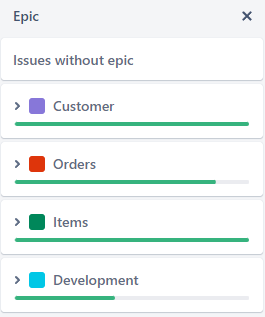 Epic
Issues without epic
Customer
Orders
Items
Development